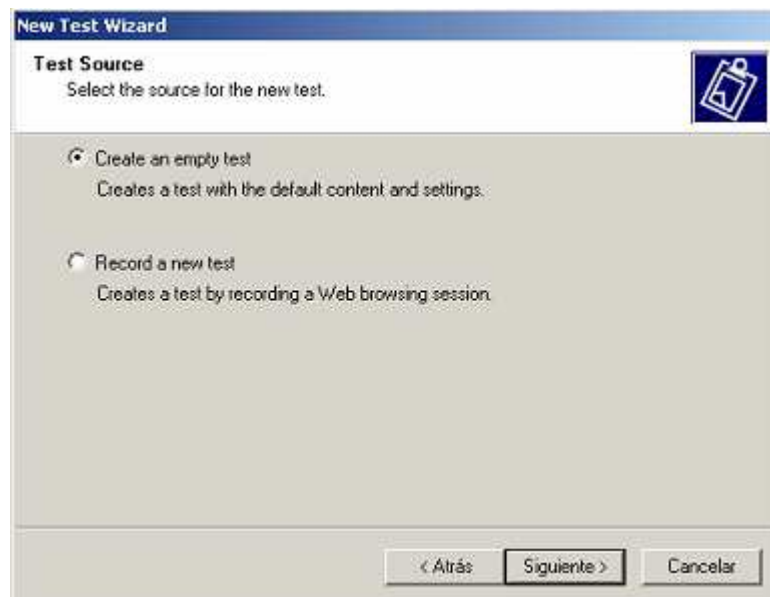 New Test Wizard
Test Source
Select the source for the new test.
Create an empty test
Creates a test with the default content and settings.
Record a new test
Creates a test by recording a Web browsing session.
< Atrás Siguiente > Cancelar